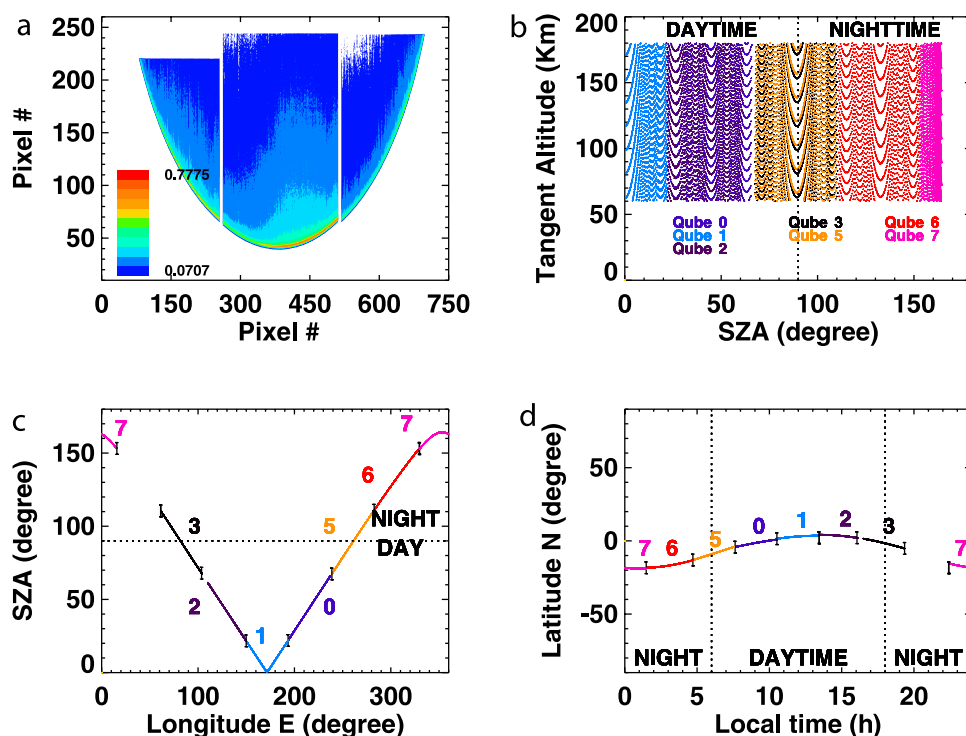 a
Pixel #
250
200
150
100
50
0.7775
0.0707
0 150 300 450 600 750
Pixel #
b
Tangent Altitude (Km)
200
150
100
50
0
DAYTIME NIGHTTIME
Qube 0 Qube 3 Qube 6
Qube 1 Qube 5 Qube 7
Qube 2
0 50 100 150
SZA (degree)
c
SZA (degree)
150
100
50
0
7 7
6
3 5 NIGHT
DAY
2 0
1
0 100 200 300
Longitude E (degree)
d
Latitude N (degree)
50
0
-50
7 6 5 0 1 2 3 7
NIGHT DAYTIME NIGHT
0 5 10 15 20
Local time (h)